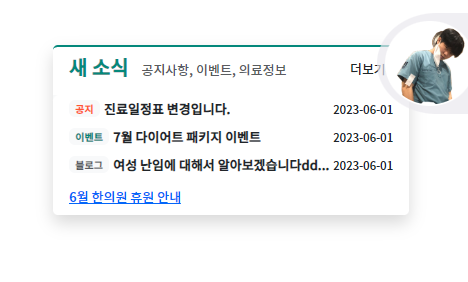 새 소식 공지사항, 이벤트, 의료정보 더보기
공지 진료일정표 변경입니다. 2023-06-01
이벤트 7월 다이어트 패키지 이벤트 2023-06-01
블로그 여성 난임에 대해서 알아보겠습니다dd... 2023-06-01
6월 한의원 휴원 안내